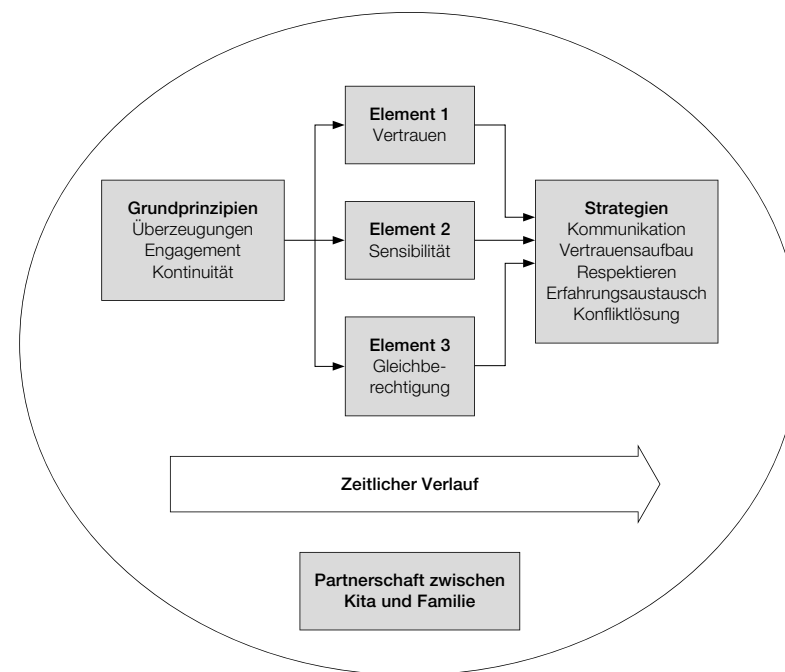 Element 1
Vertrauen
Grundprinzipien
Überzeugungen
Engagement
Kontinuität
Element 2
Sensibilität
Strategien
Kommunikation
Vertrauensaufbau
Respektieren
Erfahrungsaustausch
Konfliktlösung
Element 3
Gleichbe-
rechtigung
Zeitlicher Verlauf
Partnerschaft zwischen
Kita und Familie